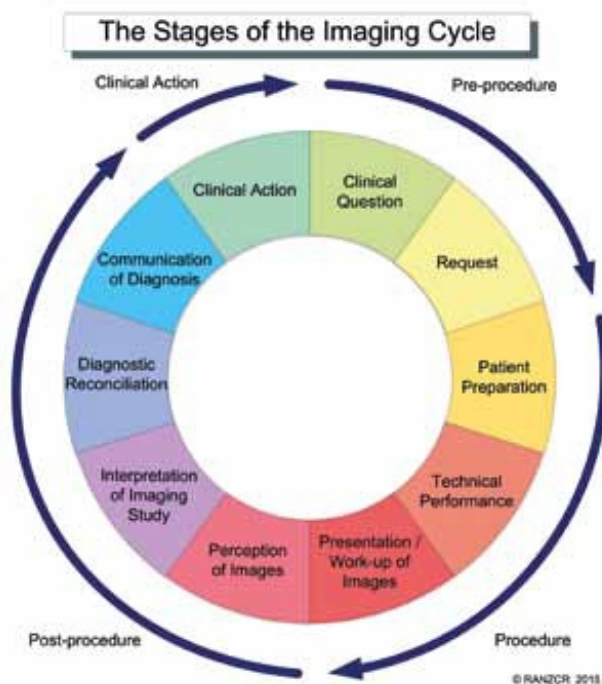 The Stages of the Imaging Cycle
Clinical Action
Pre-procedure
Clinical Action
Clinical
Question
Request
Patient
Preparation
Technical
Performance
Presentation /
Work-up of
Images
Perception
of Images
Interpretation
of Imaging
Study
Diagnostic
Reconciliation
Communication
of Diagnosis
Post-procedure
Procedure
© RANZCR 2015